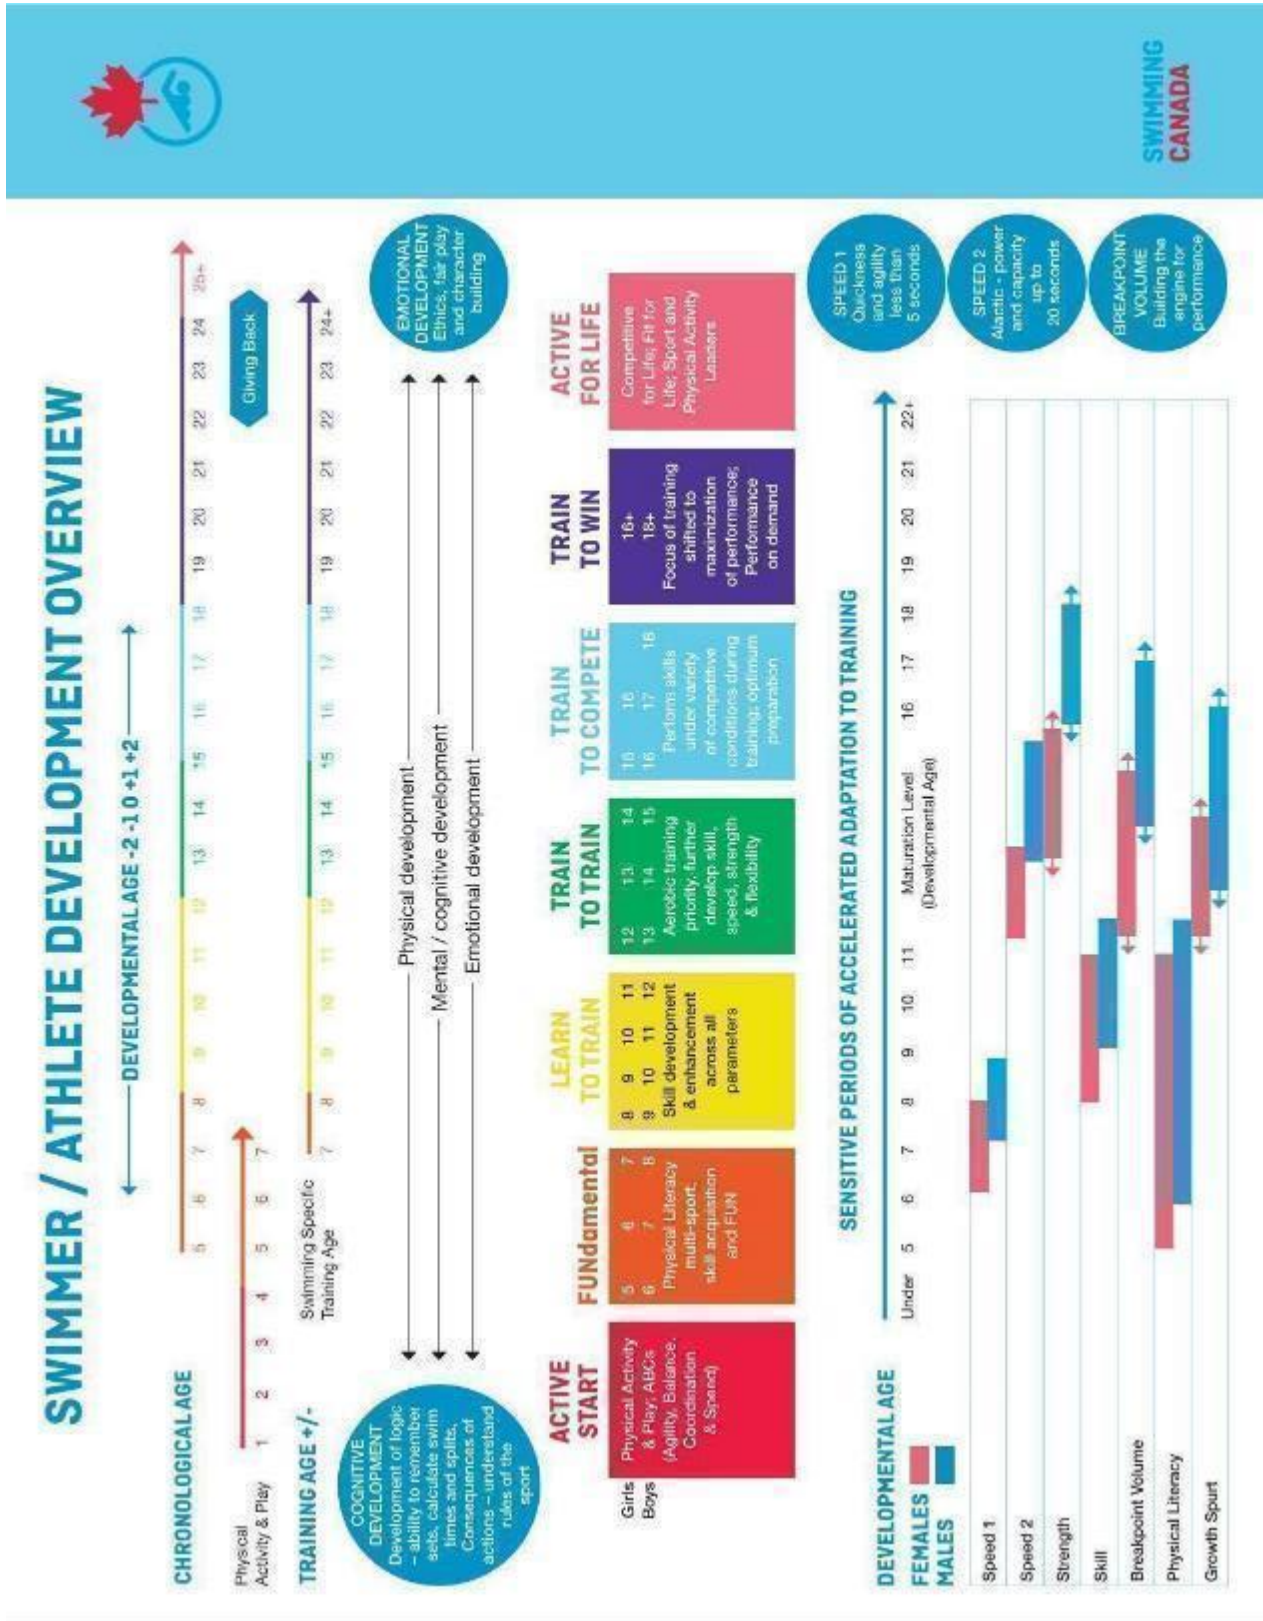 SWIMMER / ATHLETE DEVELOPMENT OVERVIEW
DEVELOPMENTAL AGE -2 -1 0 +1 +2
CHRONOLOGICAL AGE
5 6 7 8 9 10 11 12 13 14 15 16 17 18 19 20 21 22 23 24 25+
Physical
Activity & Play
1 2 3 4 5 6 7
Giving Back
TRAINING AGE +/-
Swimming Specific
Training Age
7 8 9 10 11 12 13 14 15 16 17 18 19 20 21 22 23 24+
COGNITIVE
DEVELOPMENT
Development of logic
– ability to remember
sets, calculate swim
times and splits,
Consequences of
actions – understand
rules of the
sport
Physical development
Mental / cognitive development
Emotional development
EMOTIONAL
DEVELOPMENT
Ethics, fair play
and character
building
Girls
Boys
ACTIVE
START
Physical Activity
& Play; ABCs
(Agility, Balance,
Coordination
& Speed)
FUNdamental
5 6 7
6 7 8
Physical Literacy
multi-sport,
skill acquisition
and FUN
LEARN
TO TRAIN
8 9 10 11
9 10 11 12
Skill development
& enhancement
across all
parameters
TRAIN
TO TRAIN
12 13 14
13 14 15
Aerobic training
priority, further
develop skill,
speed, strength
& flexibility
TRAIN
TO COMPETE
15 16
16 17 18
Perform skills
under variety
of competitive
conditions during
training; optimum
preparation
TRAIN
TO WIN
16+
18+
Focus of training
shifted to
maximization
of performance;
Performance
on demand
ACTIVE
FOR LIFE
Competitive
for Life; Fit for
Life; Sport and
Physical Activity
Leaders
SENSITIVE PERIODS OF ACCELERATED ADAPTATION TO TRAINING
DEVELOPMENTAL AGE
FEMALES
MALES
Under 5 6 7 8 9 10 11 Maturation Level 16 17 18 19 20 21 22+
(Developmental Age)
Speed 1
Speed 2
Strength
Skill
Breakpoint Volume
Physical Literacy
Growth Spurt
SPEED 1
Quickness
and agility
less than
5 seconds
SPEED 2
Alactic - power
and capacity
up to
20 seconds
BREAKPOINT
VOLUME
Building the
engine for
performance
SWIMMING
CANADA